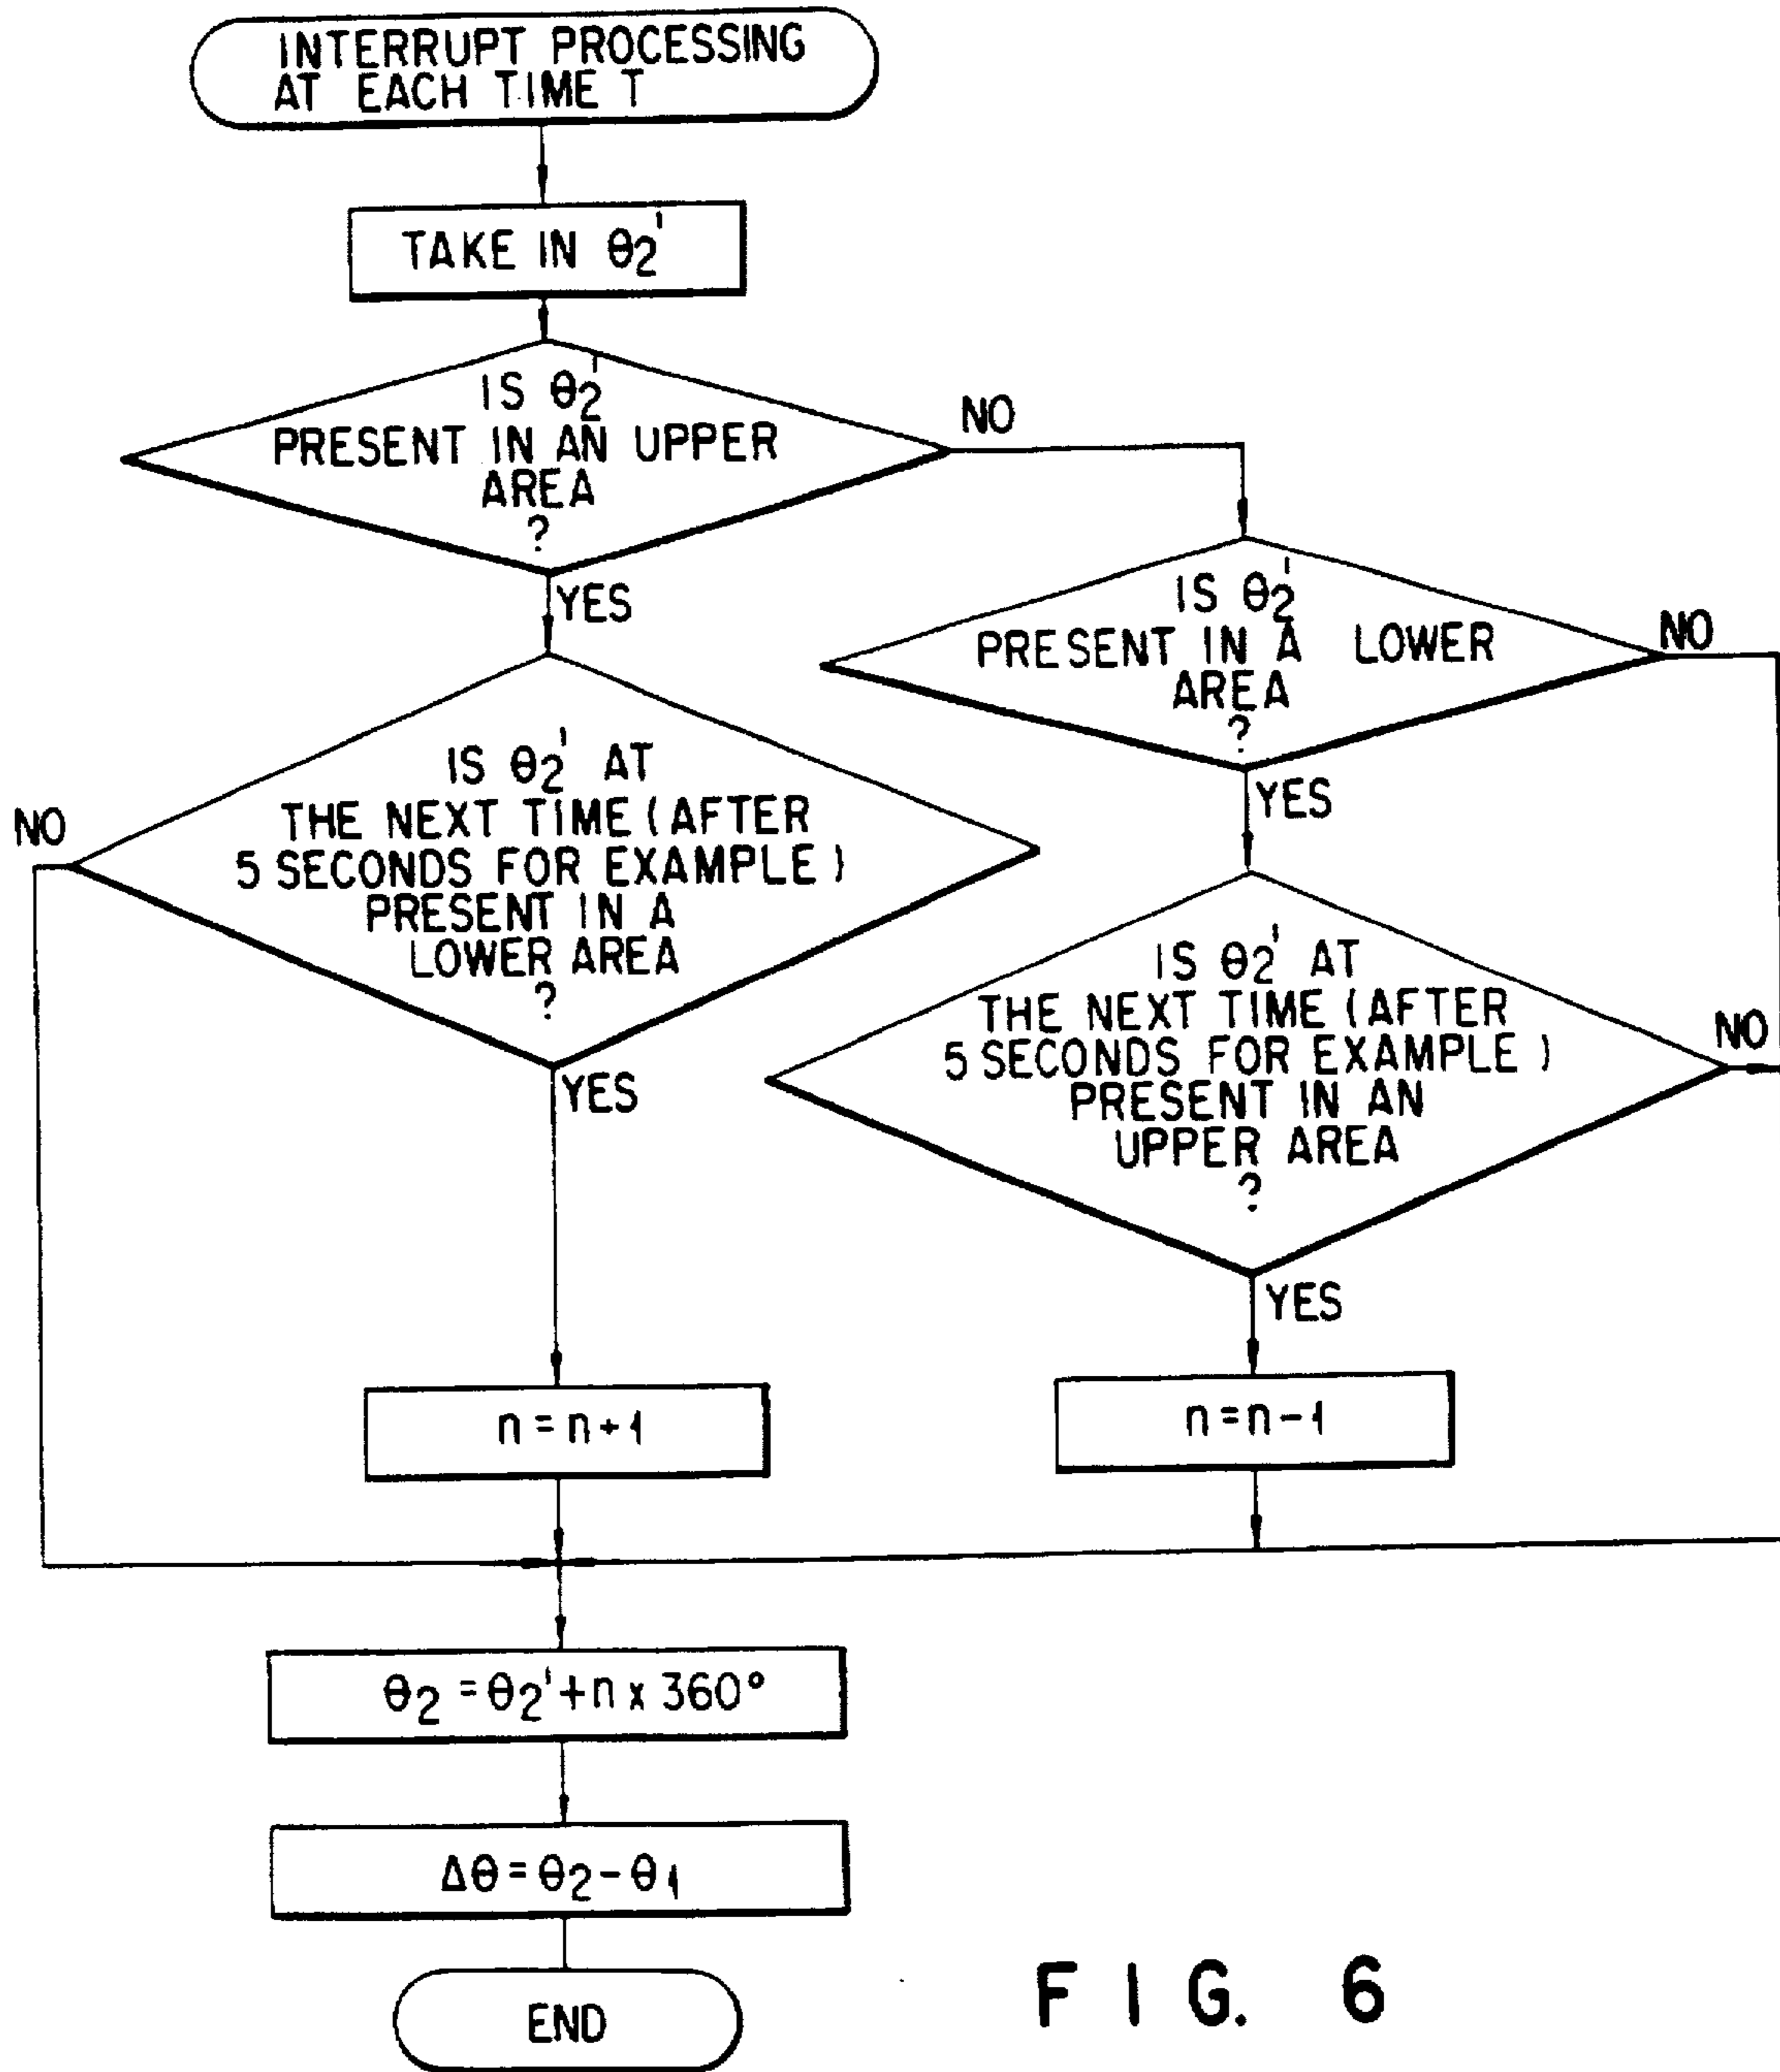 INTERRUPT PROCESSING
AT EACH TIME T
TAKE IN θ2'
IS θ2'
PRESENT IN AN UPPER
AREA
?
NO
YES
IS θ2'
PRESENT IN A LOWER
AREA
?
NO
YES
IS θ2' AT
THE NEXT TIME (AFTER
5 SECONDS FOR EXAMPLE)
PRESENT IN A
LOWER AREA
?
NO
YES
IS θ2' AT
THE NEXT TIME (AFTER
5 SECONDS FOR EXAMPLE)
PRESENT IN AN
UPPER AREA
?
NO
YES
n=n+1
n=n-1
θ2=θ2'+n x 360°
Δθ=θ2-θ1
END
FIG. 6